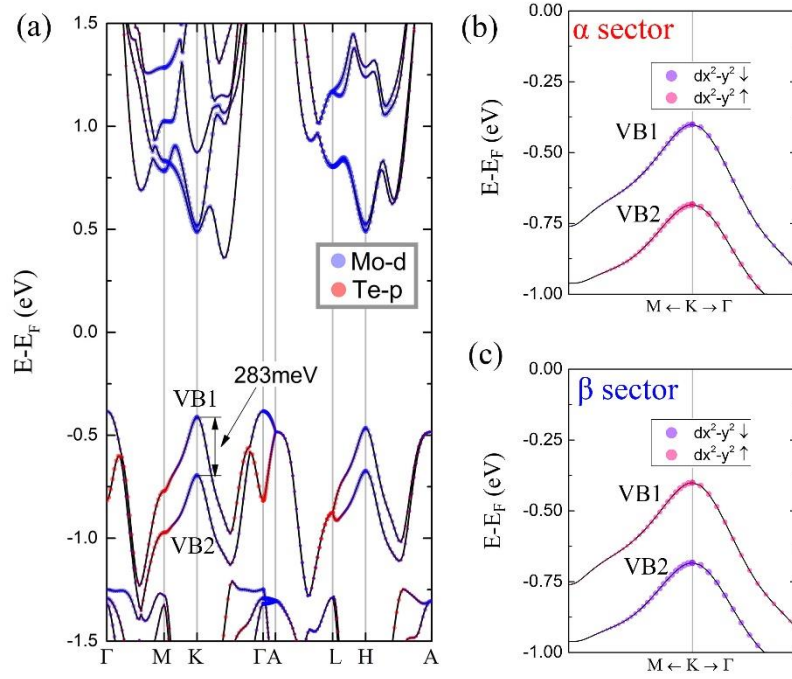 (a)
E-E_F (eV)
1.5
1.0
0.5
0.0
-0.5
-1.0
-1.5
Mo-d
Te-p
283meV
VB1
VB2
Γ M K Γ A L H A
(b)
α sector
E-E_F (eV)
0.00
-0.25
-0.50
-0.75
-1.00
dx²-y² ↓
dx²-y² ↑
VB1
VB2
M ← K → Γ
(c)
β sector
E-E_F (eV)
0.00
-0.25
-0.50
-0.75
-1.00
dx²-y² ↓
dx²-y² ↑
VB1
VB2
M ← K → Γ